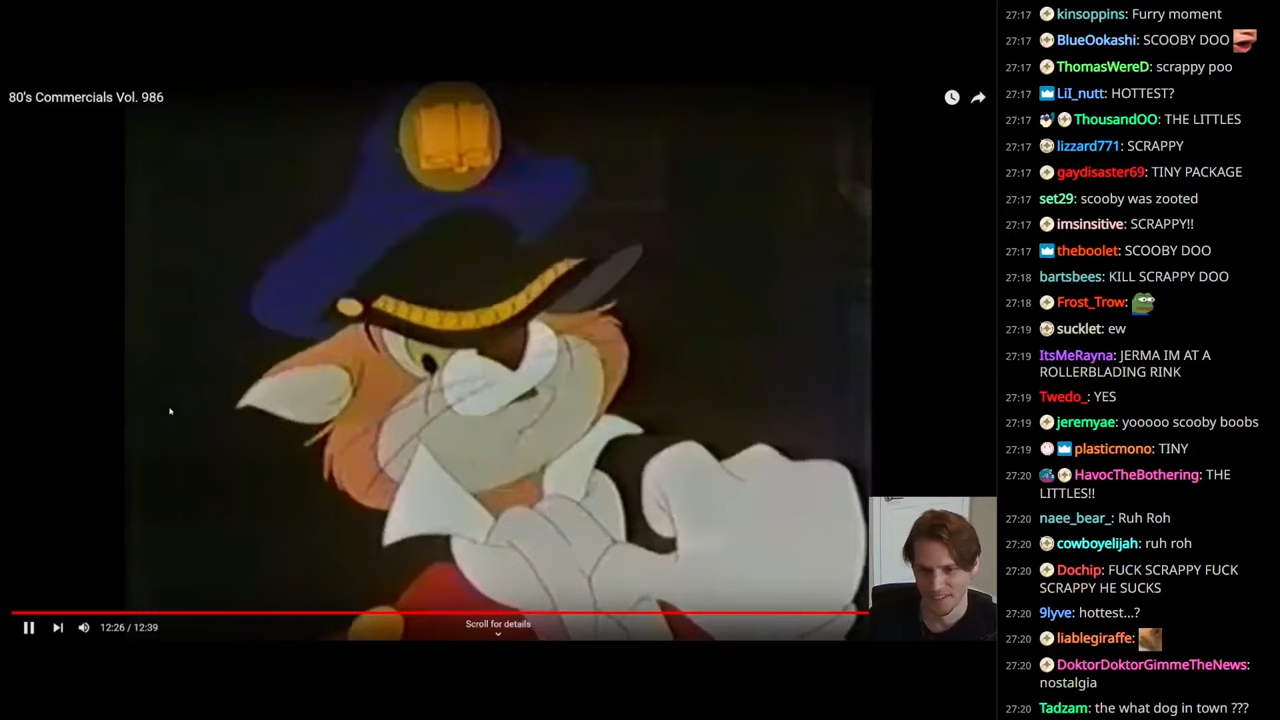 80's Commercials Vol. 986
12:26 / 12:39
Scroll for details
27:17 kinsoppins: Furry moment
27:17 BlueOokashi: SCOOBY DOO
27:17 ThomasWereD: scrappy poo
27:17 LiI_nutt: HOTTEST?
27:17 ThousandOO: THE LITTLES
27:17 lizzard771: SCRAPPY
27:17 gaydisaster69: TINY PACKAGE
27:17 set29: scooby was zooted
27:17 imsinsitive: SCRAPPY!!
27:17 theboolet: SCOOBY DOO
27:18 bartsbees: KILL SCRAPPY DOO
27:18 Frost_Trow:
27:19 sucklet: ew
27:19 ItsMeRayna: JERMA IM AT A
ROLLERBLADING RINK
27:19 Twedo_: YES
27:19 jeremyae: yooooo scooby boobs
27:19 plasticmono: TINY
27:20 HavocTheBothering: THE
LITTLES!!
27:20 naee_bear_: Ruh Roh
27:20 cowboyelijah: ruh roh
27:20 Dochip: FUCK SCRAPPY FUCK
SCRAPPY HE SUCKS
27:20 9lyve: hottest...?
27:20 liablegiraffe:
27:20 DoktorDoktorGimmeTheNews:
nostalgia
27:20 Tadzam: the what dog in town ???